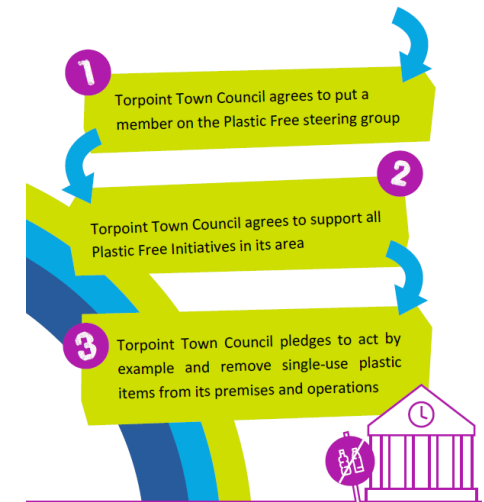 1
Torpoint Town Council agrees to put a
member on the Plastic Free steering group
2
Torpoint Town Council agrees to support all
Plastic Free Initiatives in its area
3
Torpoint Town Council pledges to act by
example and remove single-use plastic
items from its premises and operations